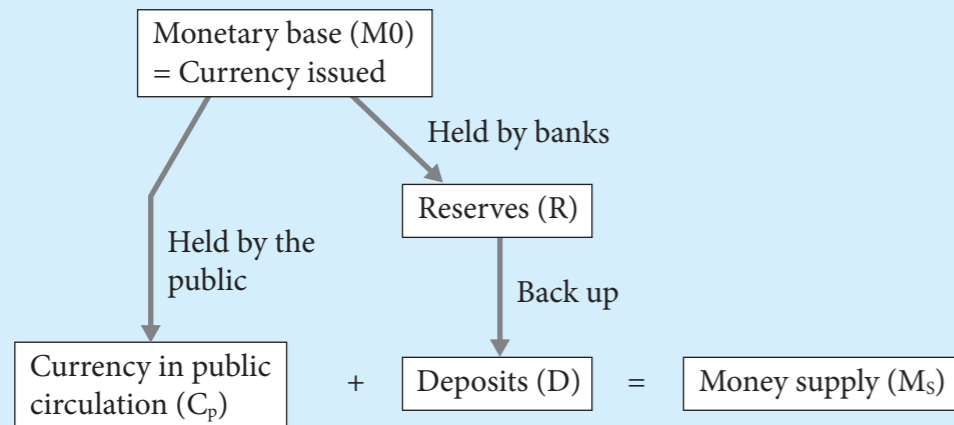 Monetary base (M0)
= Currency issued
Held by banks
Reserves (R)
Held by the
public
Back up
Currency in public
circulation (Cₚ)
+
Deposits (D)
=
Money supply (Mₛ)